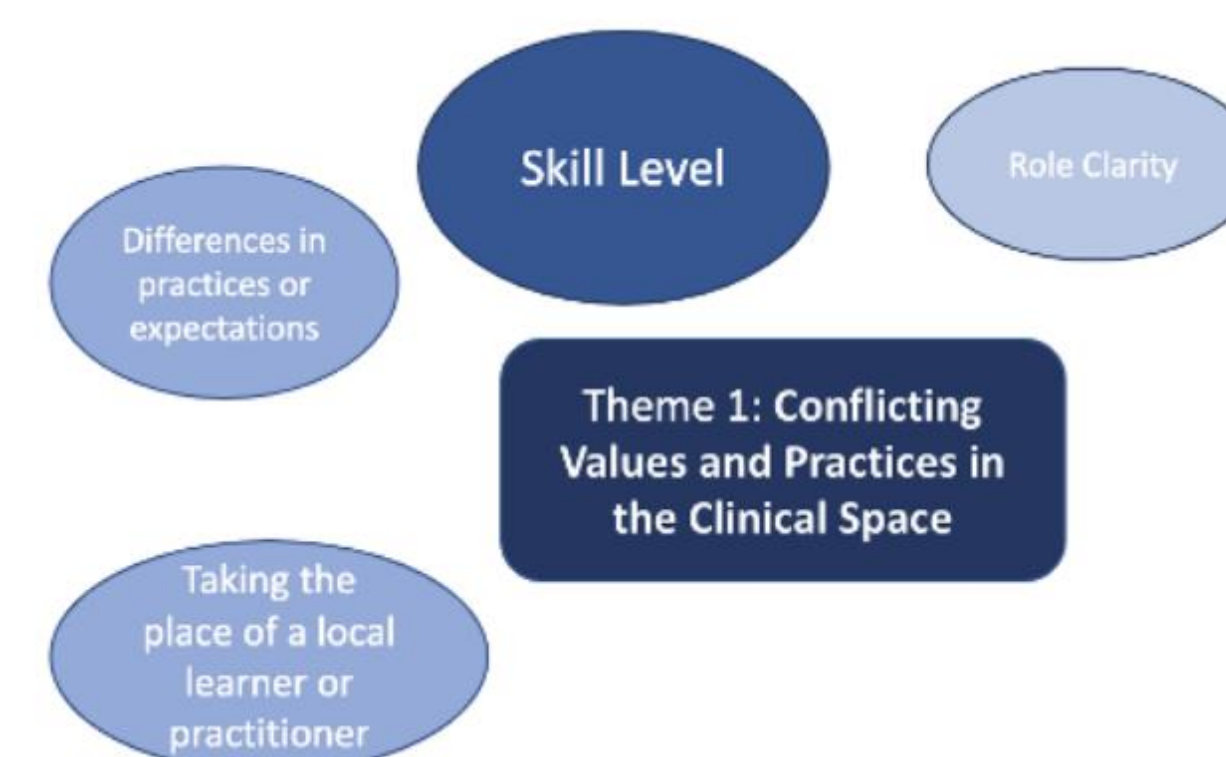 Skill Level
Role Clarity
Differences in
practices or
expectations
Theme 1: Conflicting
Values and Practices in
the Clinical Space
Taking the
place of a local
learner or
practitioner